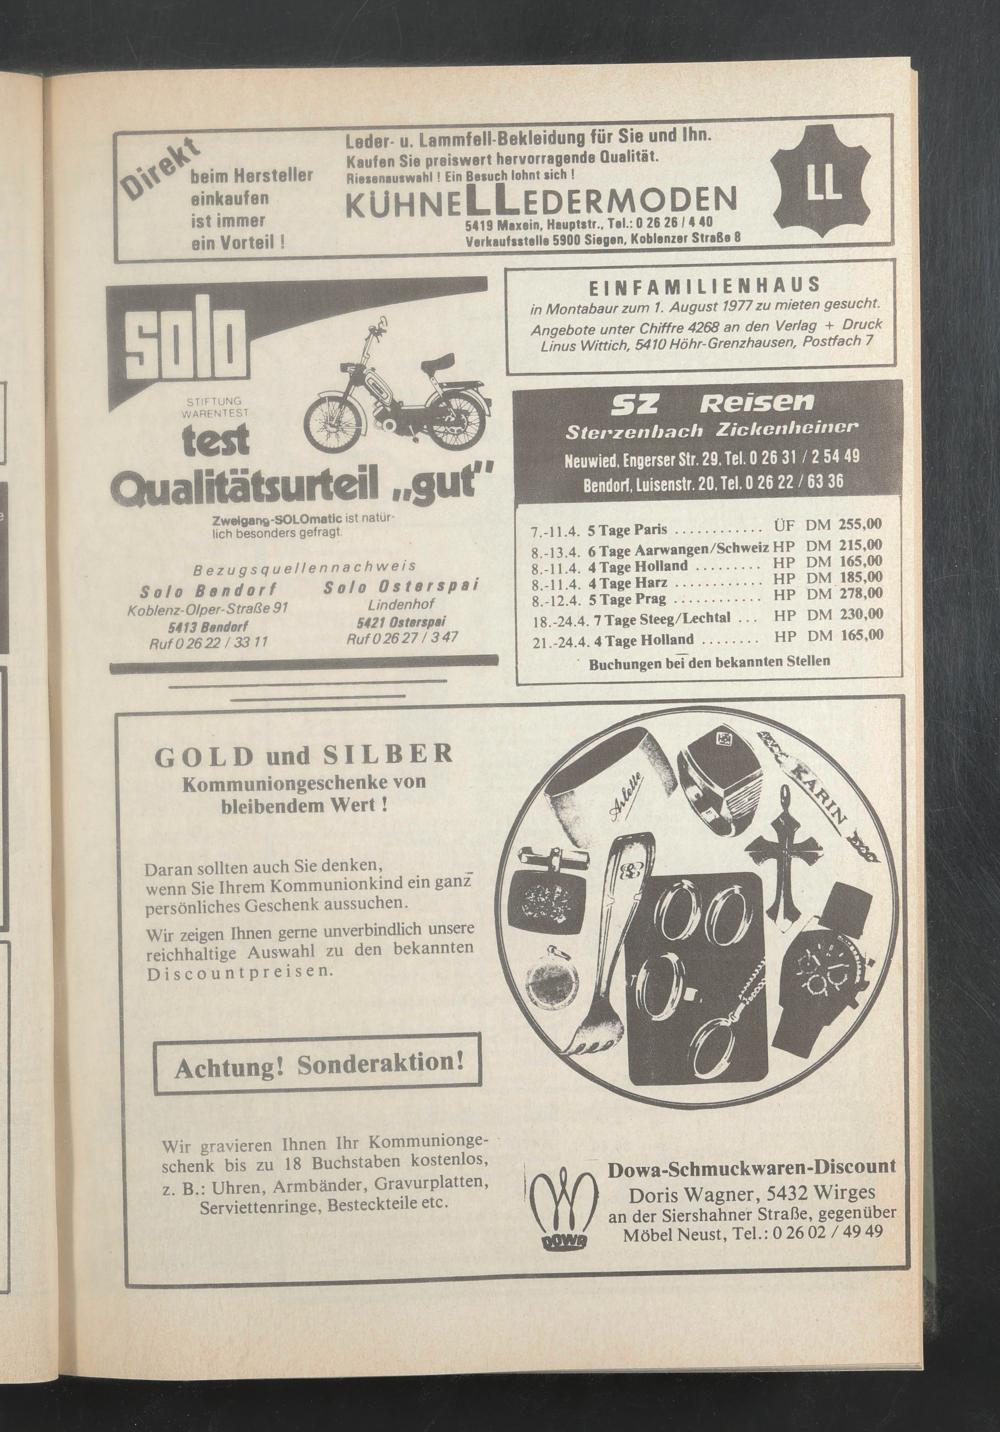 Direkt
beim Hersteller
einkaufen
ist immer
ein Vorteil !
Leder- u. Lammfell-Bekleidung für Sie und Ihn.
Kaufen Sie preiswert hervorragende Qualität.
Riesenauswahl ! Ein Besuch lohnt sich !
KÜHNELLEDERMODEN
5419 Maxein, Hauptstr., Tel.: 0 26 26 / 4 40
Verkaufsstelle 5900 Siegen, Koblenzer Straße 8
LL
solo
STIFTUNG
WARENTEST
test
Qualitätsurteil „gut"
Zweigang-SOLOmatic ist natür-
lich besonders gefragt.
Bezugsquellennachweis
Solo Bendorf
Koblenz-Olper-Straße 91
5413 Bendorf
Ruf 0 26 22 / 33 11
Solo Osterspai
Lindenhof
5421 Osterspai
Ruf 0 26 27 / 3 47
EINFAMILIENHAUS
in Montabaur zum 1. August 1977 zu mieten gesucht.
Angebote unter Chiffre 4268 an den Verlag + Druck
Linus Wittich, 5410 Höhr-Grenzhausen, Postfach 7
SZ Reisen
Sterzenbach Zickenheiner
Neuwied, Engerser Str. 29, Tel. 0 26 31 / 2 54 49
Bendorf, Luisenstr. 20, Tel. 0 26 22 / 63 36
7.-11.4. 5 Tage Paris ............ ÜF DM 255,00
8.-13.4. 6 Tage Aarwangen/Schweiz HP DM 215,00
8.-11.4. 4 Tage Holland ......... HP DM 165,00
8.-11.4. 4 Tage Harz ............ HP DM 185,00
8.-12.4. 5 Tage Prag ............ HP DM 278,00
18.-24.4. 7 Tage Steeg/Lechtal ... HP DM 230,00
21.-24.4. 4 Tage Holland ........ HP DM 165,00
Buchungen bei den bekannten Stellen
GOLD und SILBER
Kommuniongeschenke von
bleibendem Wert !
Daran sollten auch Sie denken,
wenn Sie Ihrem Kommunionkind ein ganz
persönliches Geschenk aussuchen.
Wir zeigen Ihnen gerne unverbindlich unsere
reichhaltige Auswahl zu den bekannten
Discountpreisen.
Arlette
KARIN
Achtung! Sonderaktion!
Wir gravieren Ihnen Ihr Kommunionge-
schenk bis zu 18 Buchstaben kostenlos,
z. B.: Uhren, Armbänder, Gravurplatten,
Serviettenringe, Besteckteile etc.
DOWA
Dowa-Schmuckwaren-Discount
Doris Wagner, 5432 Wirges
an der Siershahner Straße, gegenüber
Möbel Neust, Tel.: 0 26 02 / 49 49